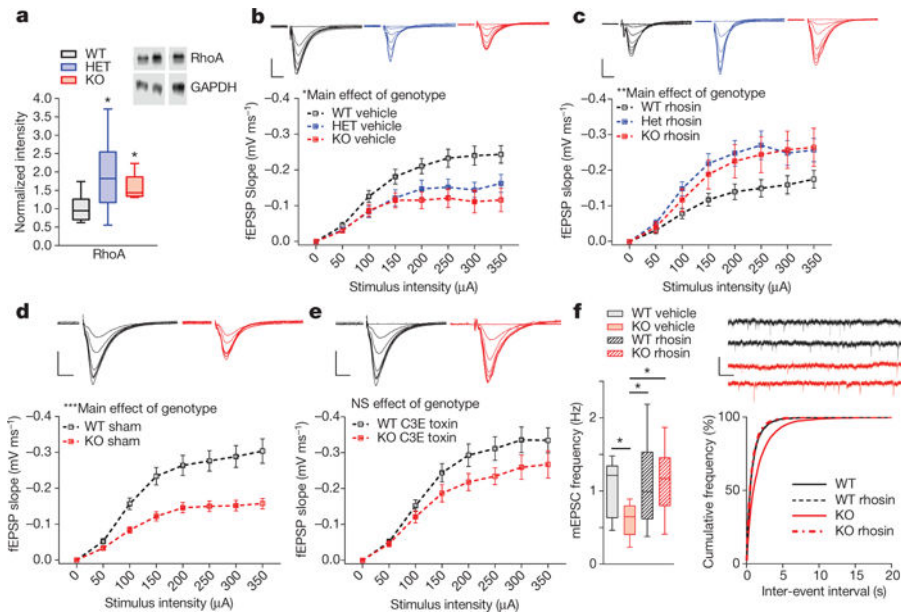 a
WT
HET
KO
RhoA
GAPDH
Normalized intensity
4.0
3.5
3.0
2.5
2.0
1.5
1.0
0.5
0.0
*
*
RhoA
b
*Main effect of genotype
WT vehicle
HET vehicle
KO vehicle
fEPSP Slope (mV ms⁻¹)
–0.3
–0.2
–0.1
0.0
0 50 100 150 200 250 300 350
Stimulus intensity (μA)
c
**Main effect of genotype
WT rhosin
Het rhosin
KO rhosin
fEPSP slope (mV ms⁻¹)
–0.3
–0.2
–0.1
0.0
0 50 100 150 200 250 300 350
Stimulus intensity (μA)
d
***Main effect of genotype
WT sham
KO sham
fEPSP slope (mV ms⁻¹)
–0.4
–0.3
–0.2
–0.1
0.0
0 50 100 150 200 250 300 350
Stimulus intensity (μA)
e
NS effect of genotype
WT C3E toxin
KO C3E toxin
fEPSP slope (mV ms⁻¹)
–0.4
–0.3
–0.2
–0.1
0.0
0 50 100 150 200 250 300 350
Stimulus intensity (μA)
f
WT vehicle
KO vehicle
WT rhosin
KO rhosin
mEPSC frequency (Hz)
3
2
1
0
*
*
*
Cumulative frequency (%)
100
50
0
WT
WT rhosin
KO
KO rhosin
0 5 10 15 20
Inter-event interval (s)